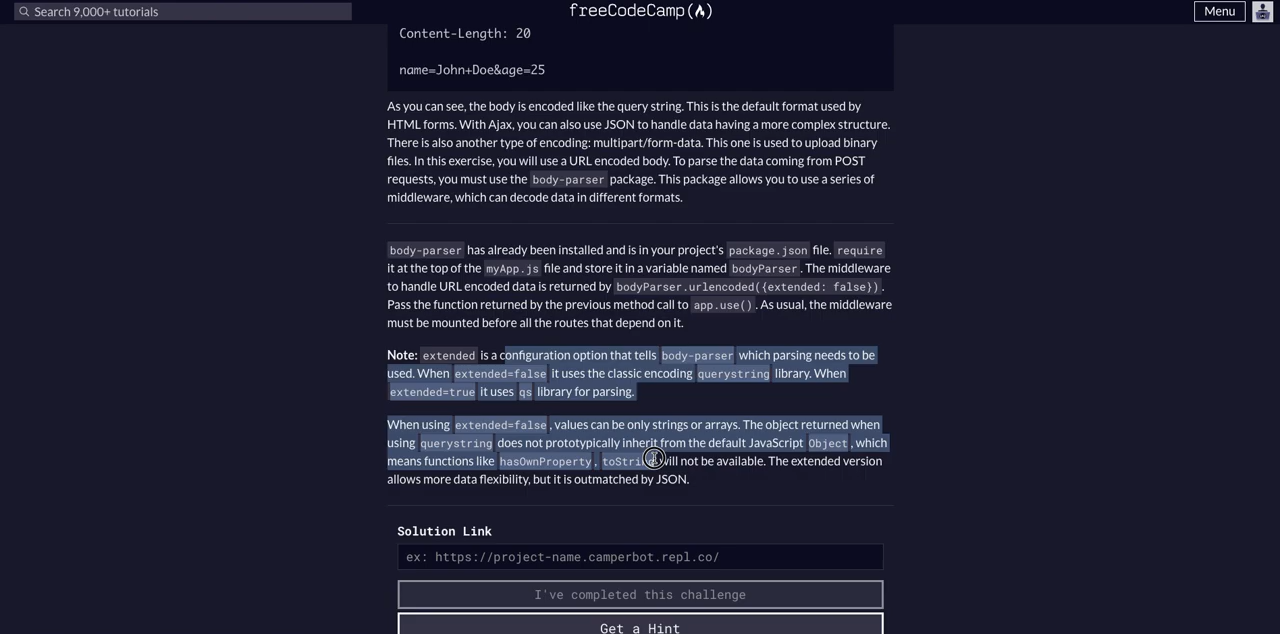 Search 9,000+ tutorials
freeCodeCamp
Menu
Content-Length: 20
name=John+Doe&age=25
As you can see, the body is encoded like the query string. This is the default format used by
HTML forms. With Ajax, you can also use JSON to handle data having a more complex structure.
There is also another type of encoding: multipart/form-data. This one is used to upload binary
files. In this exercise, you will use a URL encoded body. To parse the data coming from POST
requests, you must use the body-parser package. This package allows you to use a series of
middleware, which can decode data in different formats.
body-parser has already been installed and is in your project's package.json file. require
it at the top of the myApp.js file and store it in a variable named bodyParser. The middleware
to handle URL encoded data is returned by bodyParser.urlencoded({extended: false}).
Pass the function returned by the previous method call to app.use(). As usual, the middleware
must be mounted before all the routes that depend on it.
Note: extended is a configuration option that tells body-parser which parsing needs to be
used. When extended=false it uses the classic encoding querystring library. When
extended=true it uses qs library for parsing.
When using extended=false, values can be only strings or arrays. The object returned when
using querystring does not prototypically inherit from the default JavaScript Object, which
means functions like hasOwnProperty, will not be available. The extended version
allows more data flexibility, but it is outmatched by JSON.
Solution Link
ex: https://project-name.camperbot.repl.co/
I've completed this challenge
Get a Hint